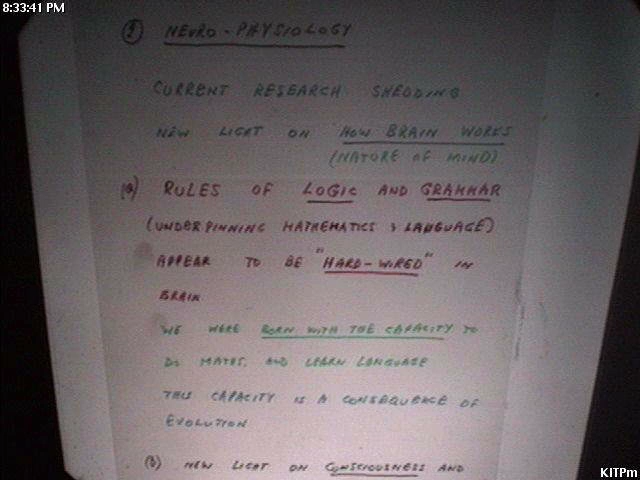 8:33:41 PM
② NEURO-PHYSIOLOGY
CURRENT RESEARCH SHEDDING
NEW LIGHT ON HOW BRAIN WORKS
(NATURE OF MIND)
(a) RULES OF LOGIC AND GRAMMAR
(UNDERPINNING MATHEMATICS & LANGUAGE)
APPEAR TO BE "HARD-WIRED" IN
BRAIN
WE WERE BORN WITH THE CAPACITY TO
DO MATHS, AND LEARN LANGUAGE
THIS CAPACITY IS A CONSEQUENCE OF
EVOLUTION
(b) NEW LIGHT ON CONSCIOUSNESS AND
KITPm